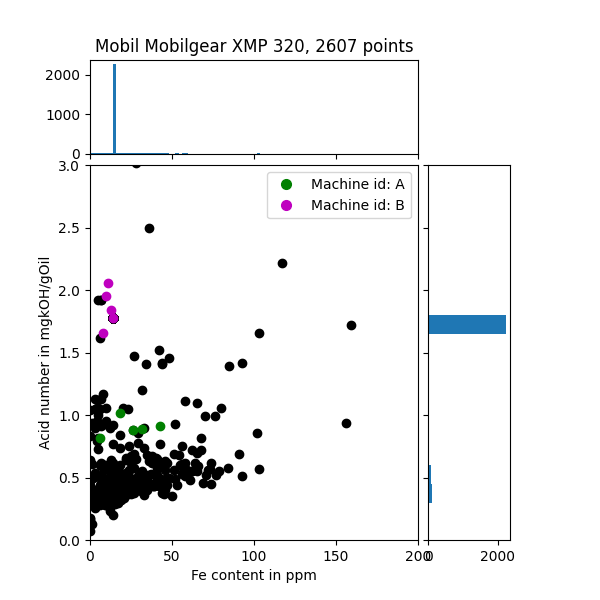 Mobil Mobilgear XMP 320, 2607 points
2000
1000
0
3.0
2.5
2.0
1.5
1.0
0.5
0.0
Acid number in mgkOH/gOil
Machine id: A
Machine id: B
0 50 100 150 200
0 2000
Fe content in ppm